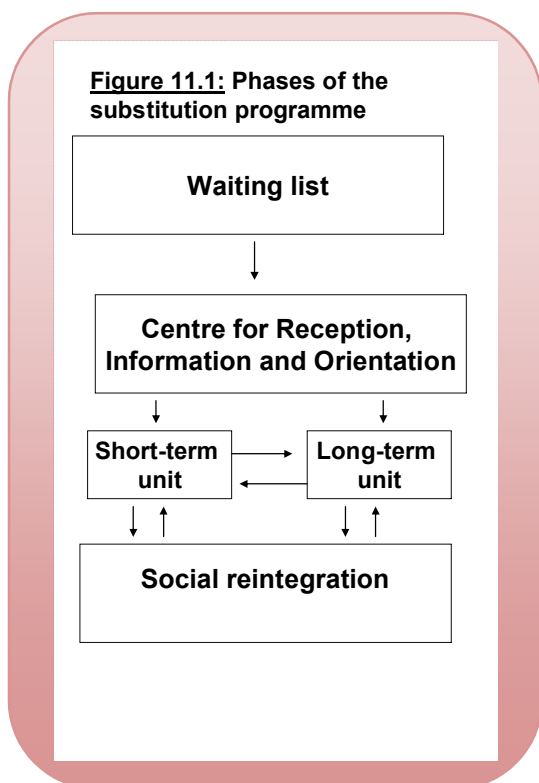 Figure 11.1: Phases of the
substitution programme
Waiting list
Centre for Reception,
Information and Orientation
Short-term
unit
Long-term
unit
Social reintegration